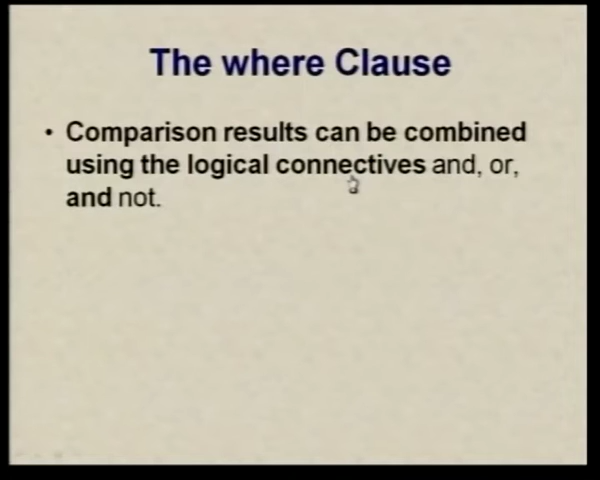 The where Clause
• Comparison results can be combined
using the logical connectives and, or,
and not.